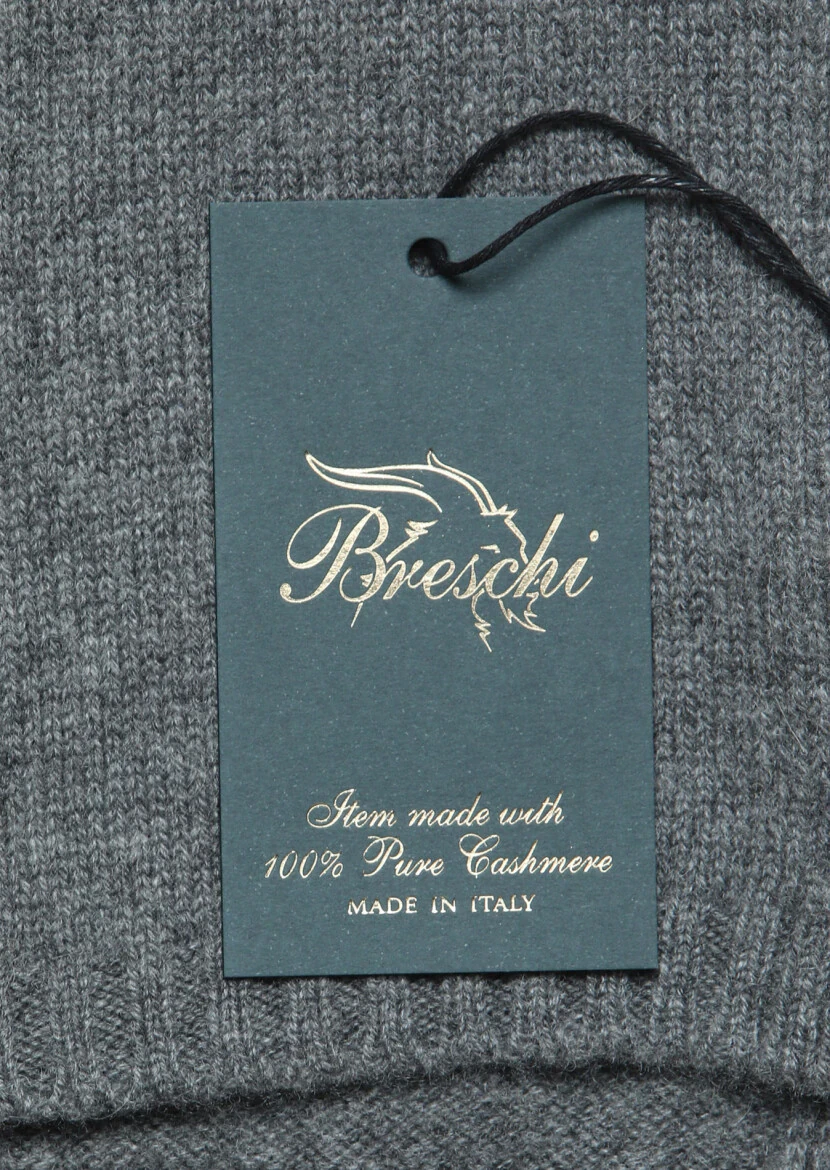 Breschi
Item made with
100% Pure Cashmere
MADE IN ITALY